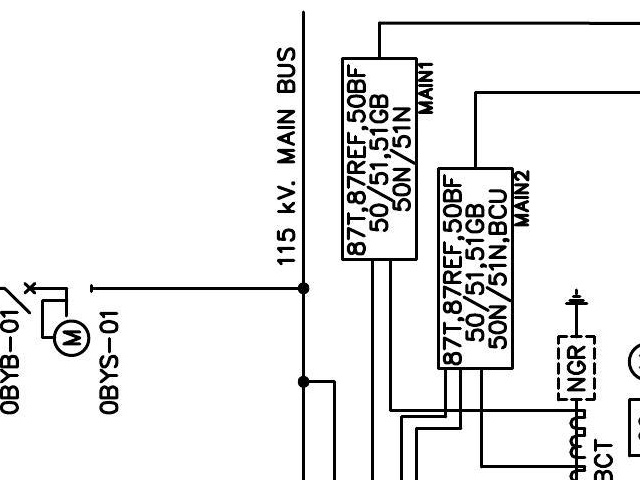 115 kV. MAIN BUS
87T,87REF,50BF
50/51,51GB
50N/51N
MAIN1
87T,87REF,50BF
50/51,51GB
50N/51N,BCU
MAIN2
0BYB-01
M
0BYS-01
NGR
BCT